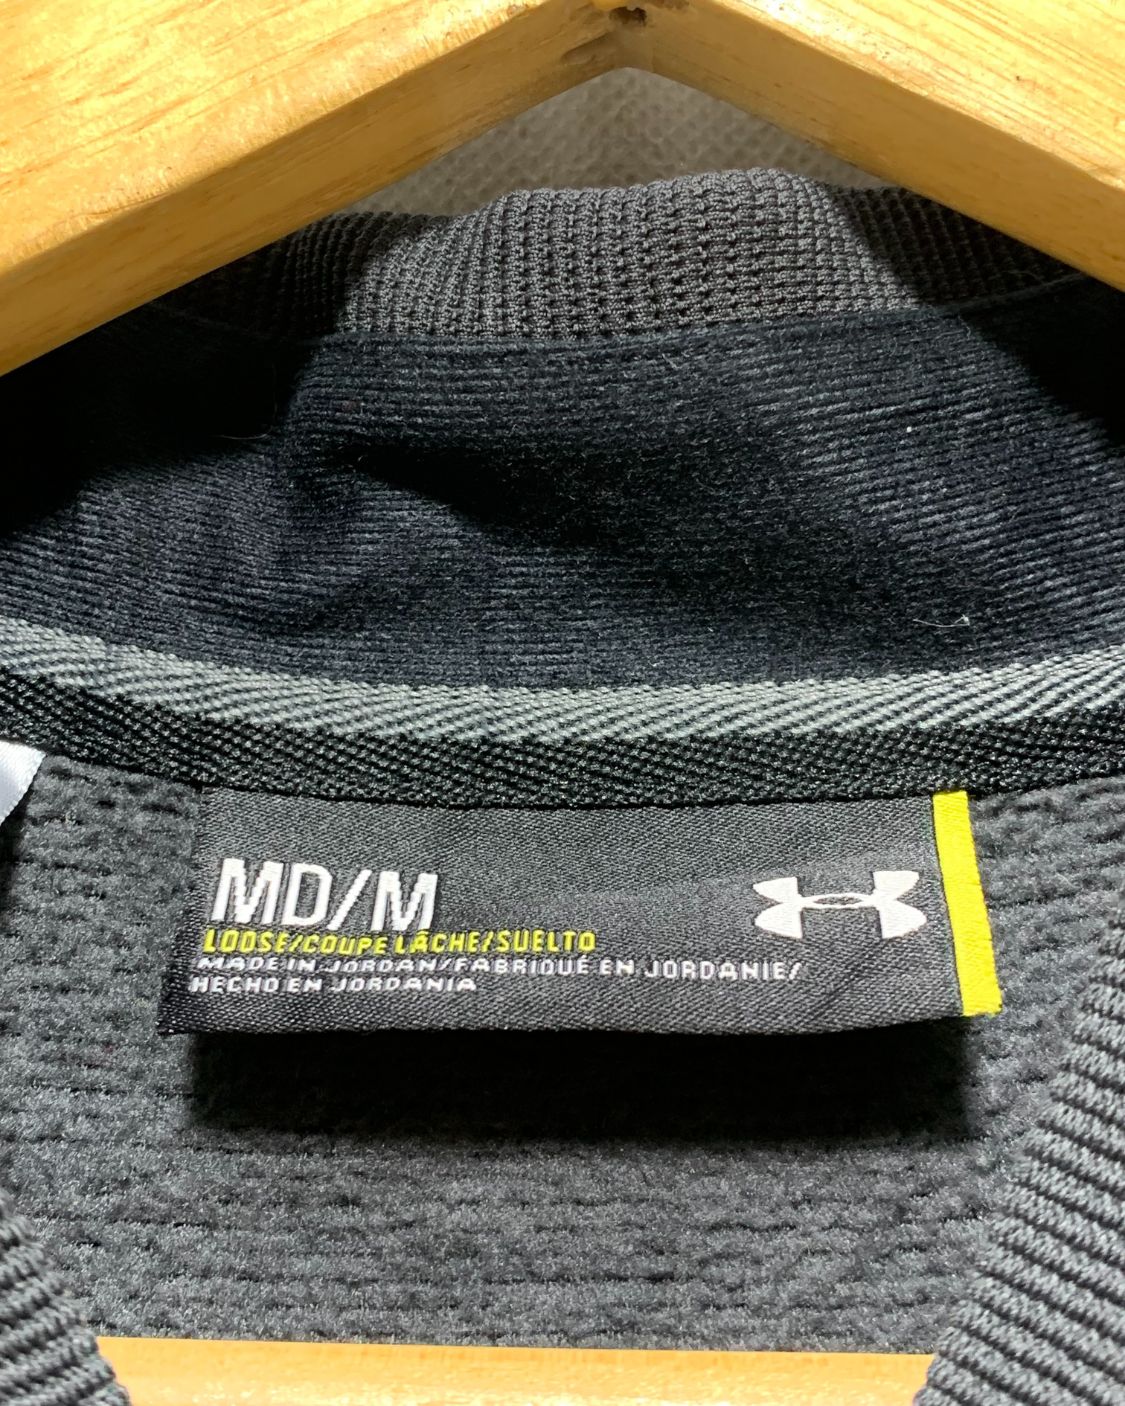 MD/M
LOOSE/COUPE LÂCHE/SUELTO
MADE IN JORDAN/FABRIQUÉ EN JORDANIE/
HECHO EN JORDANIA